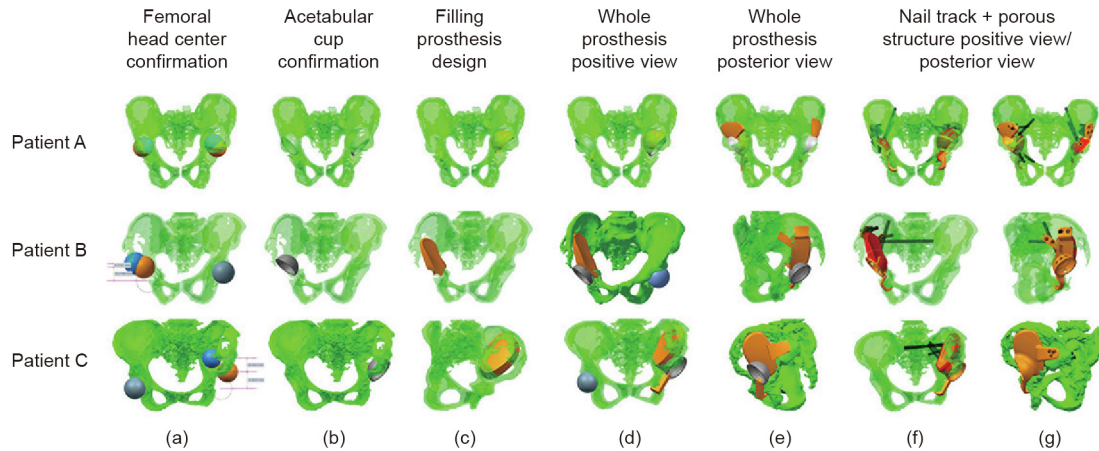 Femoral
head center
confirmation
Acetabular
cup
confirmation
Filling
prosthesis
design
Whole
prosthesis
positive view
Whole
prosthesis
posterior view
Nail track + porous
structure positive view/
posterior view
Patient A
Patient B
Patient C
(a)
(b)
(c)
(d)
(e)
(f)
(g)